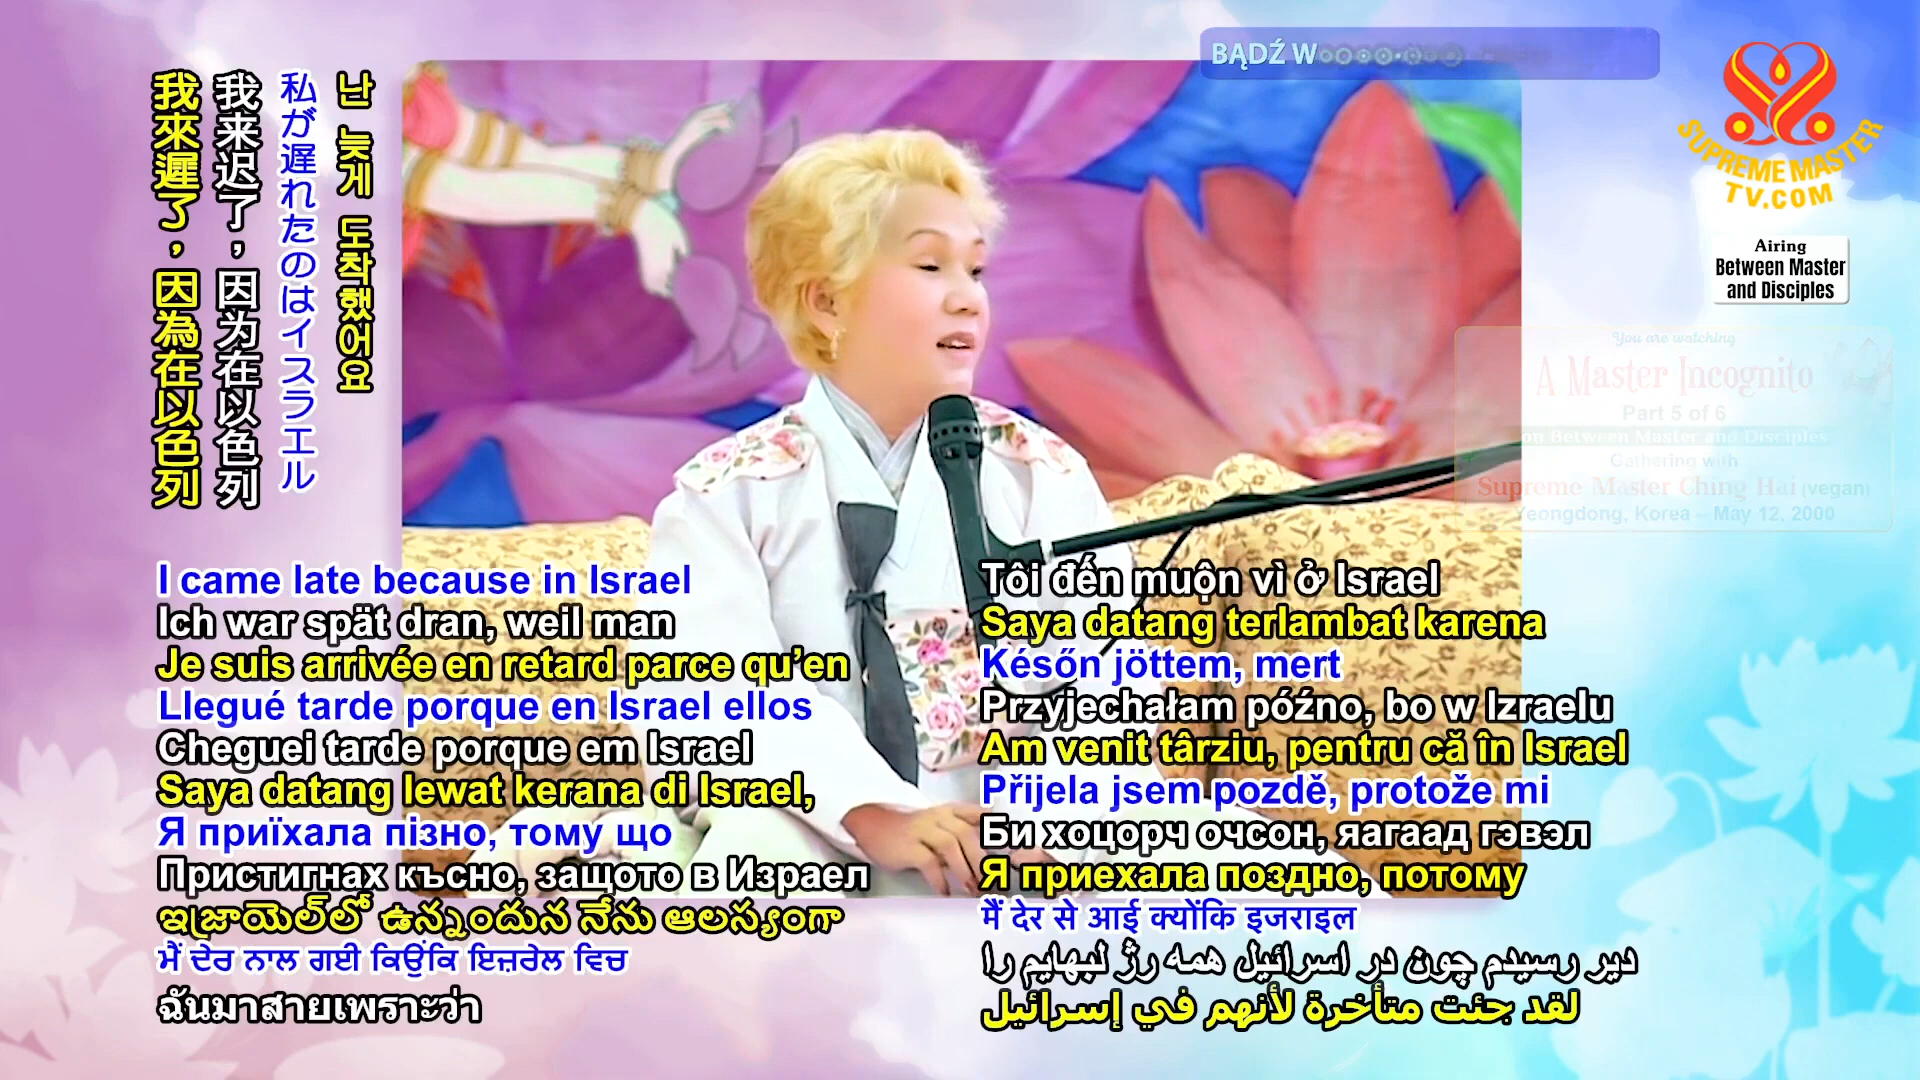 BĄDŹ W
SUPREME MASTER
TV.COM
Airing
Between Master
and Disciples
You are watching
A Master Incognito
Part 5 of 6
on Between Master and Disciples
Gathering with
Supreme Master Ching Hai (vegan)
Yeongdong, Korea – May 12, 2000
난 늦게 도착했어요
私が遅れたのはイスラエル
我来迟了，因为在以色列
我來遲了，因為在以色列
I came late because in Israel
Ich war spät dran, weil man
Je suis arrivée en retard parce qu’en
Llegué tarde porque en Israel ellos
Cheguei tarde porque em Israel
Saya datang lewat kerana di Israel,
Я приїхала пізно, тому що
Пристигнах късно, защото в Израел
ఇజ్రాయెల్‌లో ఉన్నందున నేను ఆలస్యంగా
ਮੈਂ ਦੇਰ ਨਾਲ ਗਈ ਕਿਉਂਕਿ ਇਜ਼ਰੇਲ ਵਿਚ
ฉันมาสายเพราะว่า
Tôi đến muộn vì ở Israel
Saya datang terlambat karena
Későn jöttem, mert
Przyjechałam późno, bo w Izraelu
Am venit târziu, pentru că în Israel
Přijela jsem pozdě, protože mi
Би хоцорч очсон, яагаад гэвэл
Я приехала поздно, потому
मैं देर से आई क्योंकि इजराइल
دیر رسیدم چون در اسرائیل همه رژ لبهایم را
لقد جئت متأخرة لأنهم في إسرائيل